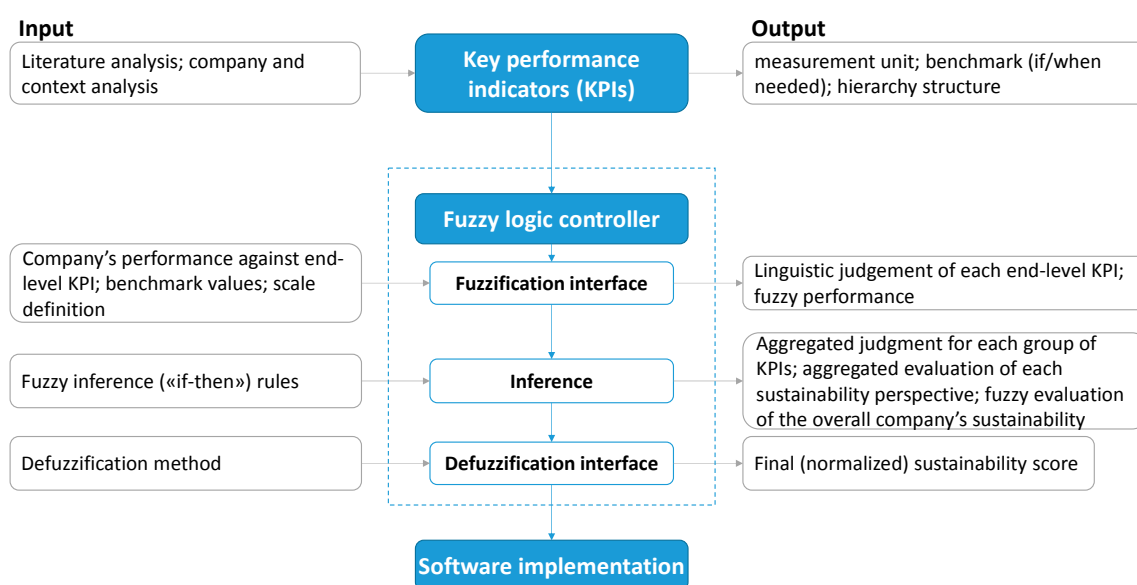 Input
Output
Literature analysis; company and
context analysis
Key performance
indicators (KPIs)
measurement unit; benchmark (if/when
needed); hierarchy structure
Fuzzy logic controller
Company’s performance against end-
level KPI; benchmark values; scale
definition
Fuzzification interface
Linguistic judgement of each end-level KPI;
fuzzy performance
Fuzzy inference («if-then») rules
Inference
Aggregated judgment for each group of
KPIs; aggregated evaluation of each
sustainability perspective; fuzzy evaluation
of the overall company’s sustainability
Defuzzification method
Defuzzification interface
Final (normalized) sustainability score
Software implementation